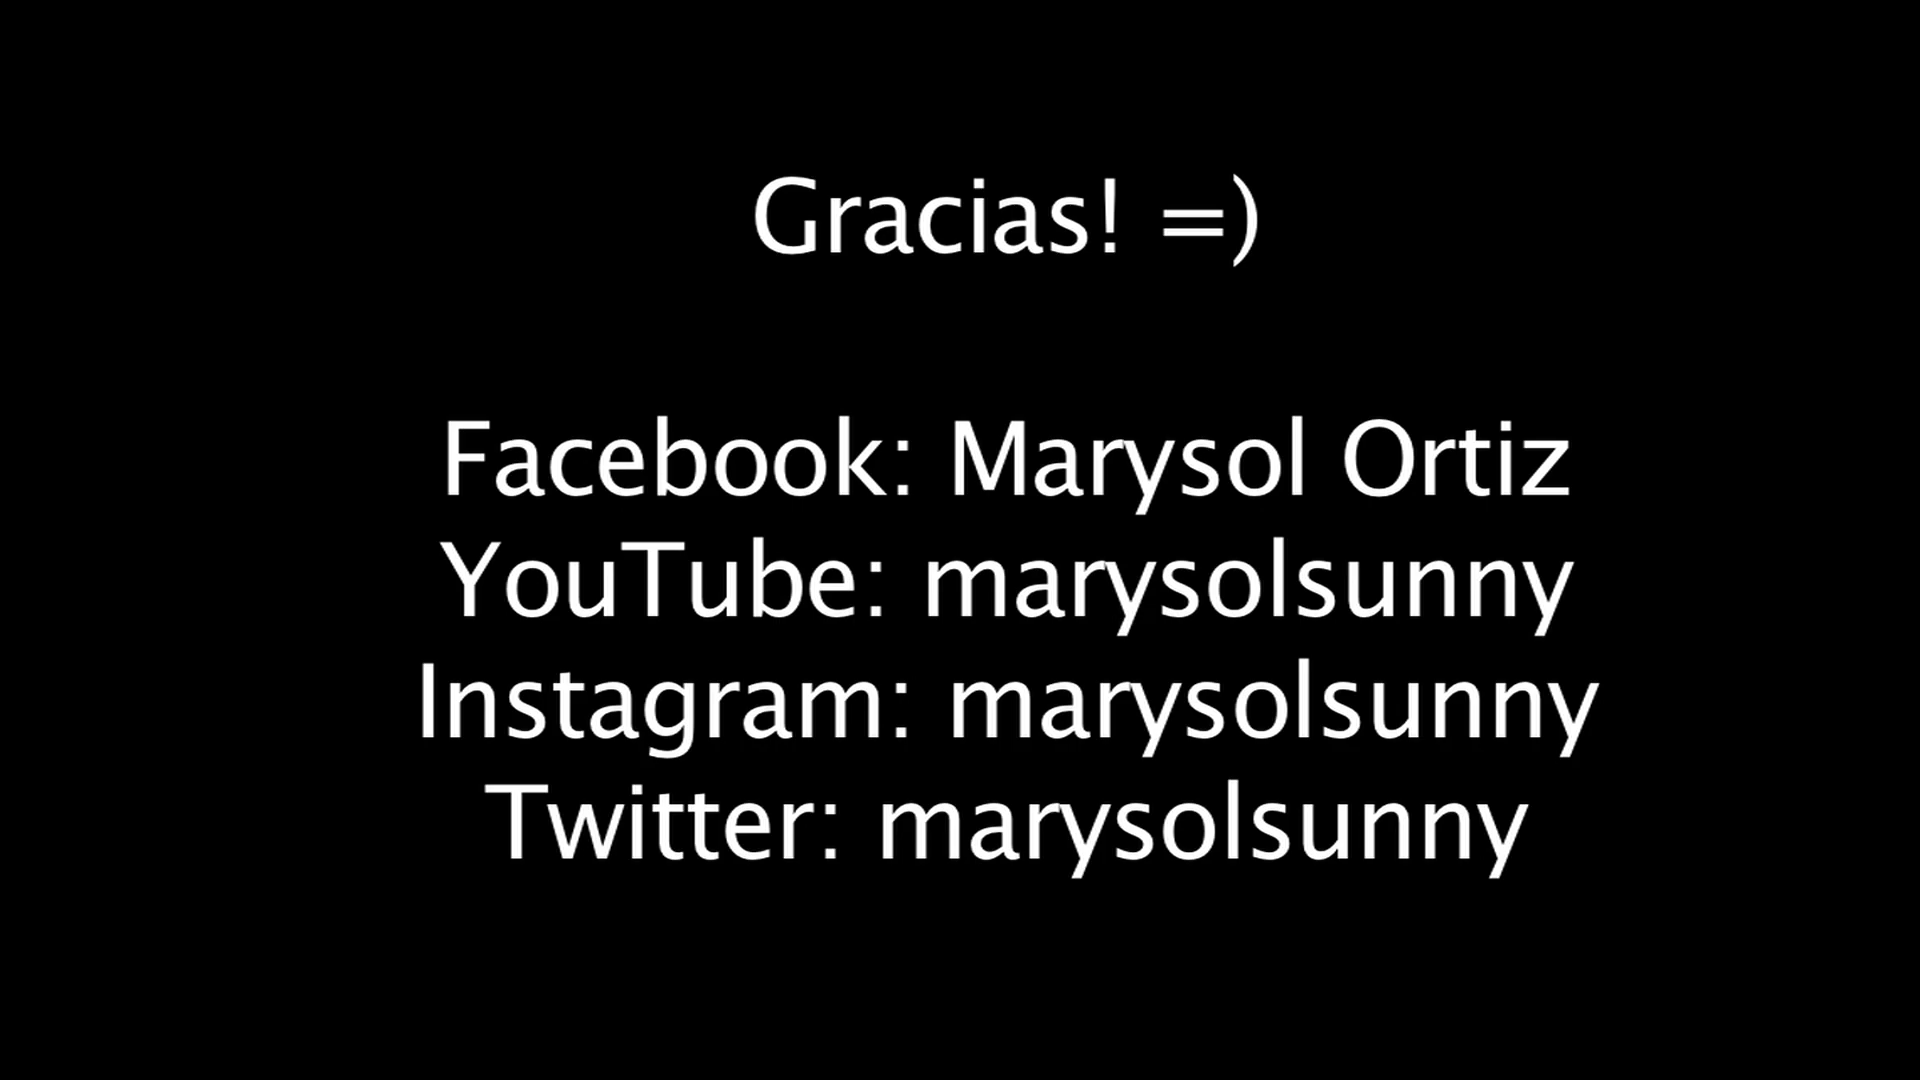 Gracias! =)
Facebook: Marysol Ortiz
YouTube: marysolsunny
Instagram: marysolsunny
Twitter: marysolsunny